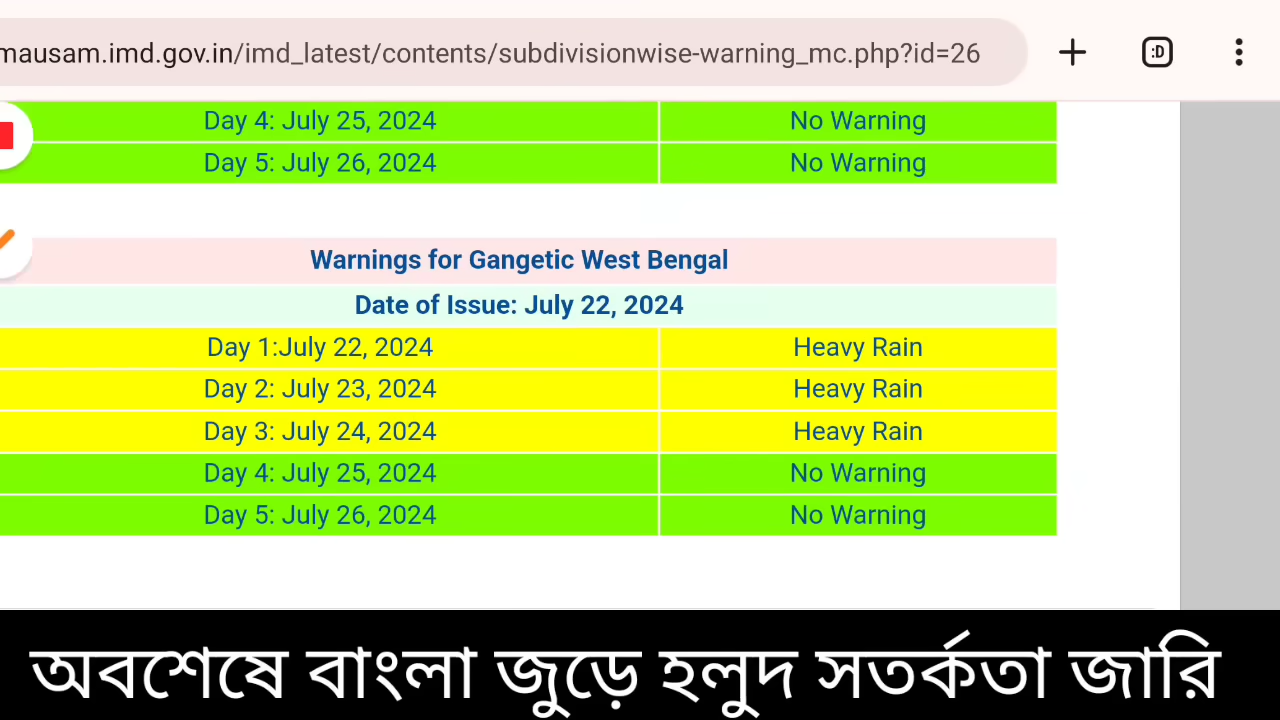 mausam.imd.gov.in/imd_latest/contents/subdivisionwise-warning_mc.php?id=26 :D
Day 4: July 25, 2024 No Warning
Day 5: July 26, 2024 No Warning
Warnings for Gangetic West Bengal
Date of Issue: July 22, 2024
Day 1:July 22, 2024 Heavy Rain
Day 2: July 23, 2024 Heavy Rain
Day 3: July 24, 2024 Heavy Rain
Day 4: July 25, 2024 No Warning
Day 5: July 26, 2024 No Warning
অবশেষে বাংলা জুড়ে হলুদ সতর্কতা জারি